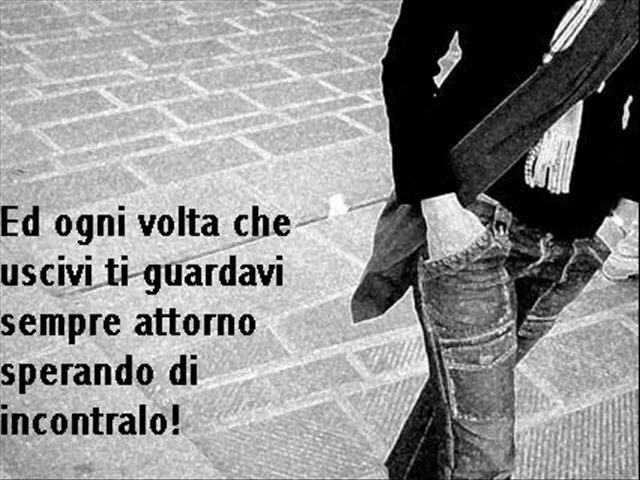 Ed ogni volta che
uscivi ti guardavi
sempre attorno
sperando di
incontralo!